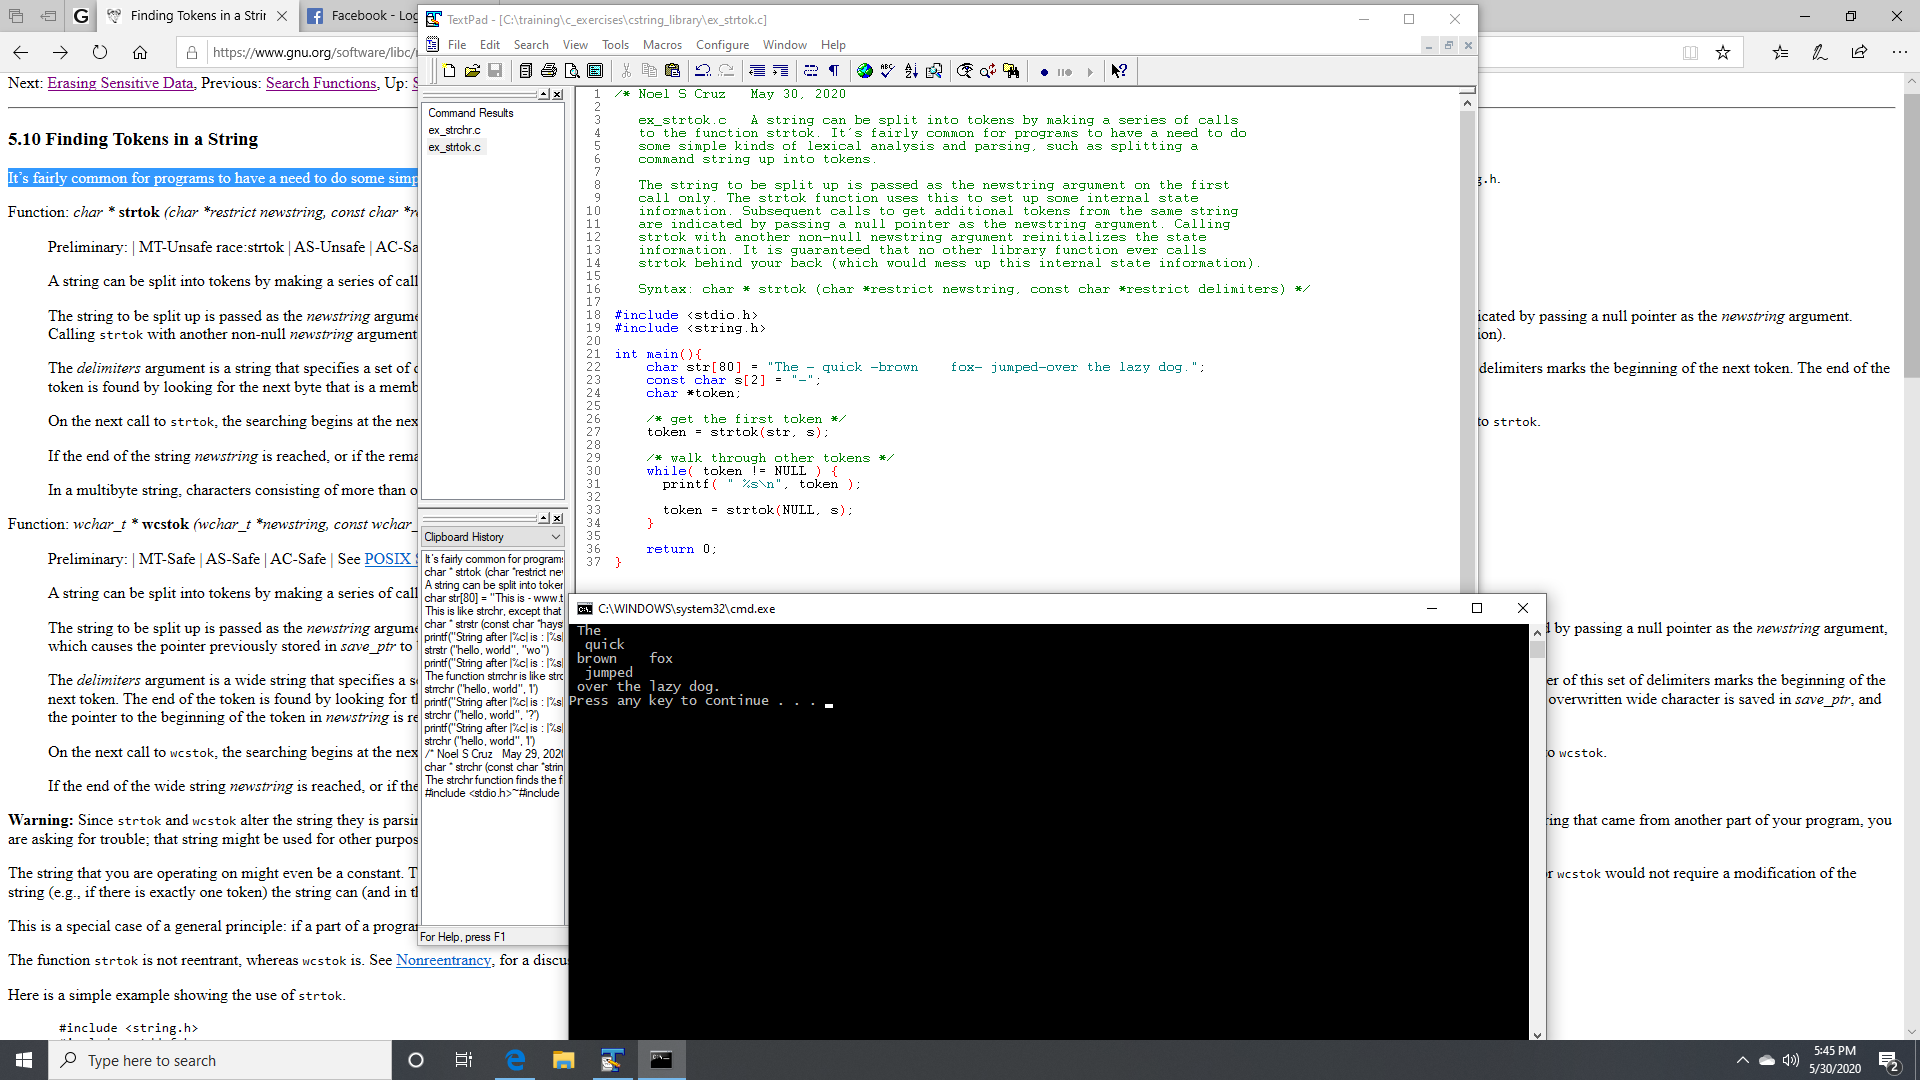 Finding Tokens in a Strir
Facebook - Log
https://www.gnu.org/software/libc/
Next: Erasing Sensitive Data, Previous: Search Functions, Up: S
5.10 Finding Tokens in a String
It's fairly common for programs to have a need to do some simp
g.h.
Function: char * strtok (char *restrict newstring, const char *r
Preliminary: | MT-Unsafe race:strtok | AS-Unsafe | AC-Sa
A string can be split into tokens by making a series of call
The string to be split up is passed as the newstring argume
icated by passing a null pointer as the newstring argument.
Calling strtok with another non-null newstring argument
ion).
The delimiters argument is a string that specifies a set of d
delimiters marks the beginning of the next token. The end of the
token is found by looking for the next byte that is a memb
On the next call to strtok, the searching begins at the nex
to strtok.
If the end of the string newstring is reached, or if the rema
In a multibyte string, characters consisting of more than o
Function: wchar_t * wcstok (wchar_t *newstring, const wchar_
Preliminary: | MT-Safe | AS-Safe | AC-Safe | See POSIX S
A string can be split into tokens by making a series of call
The string to be split up is passed as the newstring argume
d by passing a null pointer as the newstring argument,
which causes the pointer previously stored in save_ptr to
The delimiters argument is a wide string that specifies a s
er of this set of delimiters marks the beginning of the
next token. The end of the token is found by looking for t
overwritten wide character is saved in save_ptr, and
the pointer to the beginning of the token in newstring is re
On the next call to wcstok, the searching begins at the nex
to wcstok.
If the end of the wide string newstring is reached, or if the
Warning: Since strtok and wcstok alter the string they is parsi
ring that came from another part of your program, you
are asking for trouble; that string might be used for other purpos
The string that you are operating on might even be a constant. T
or wcstok would not require a modification of the
string (e.g., if there is exactly one token) the string can (and in th
This is a special case of a general principle: if a part of a progra
The function strtok is not reentrant, whereas wcstok is. See Nonreentrancy, for a discu
Here is a simple example showing the use of strtok.
#include <string.h>
TextPad - [C:\training\c_exercises\cstring_library\ex_strtok.c]
File Edit Search View Tools Macros Configure Window Help
Command Results
ex_strchr.c
ex_strtok.c
Clipboard History
It's fairly common for programs
char * strtok (char *restrict new
A string can be split into token
char str[80] = "This is - www.t
This is like strchr, except that
char * strstr (const char *hays
printf("String after |%c| is : |%s|
strstr ("hello, world", "wo")
printf("String after |%c| is : |%s|
The function strrchr is like strc
strrchr ("hello, world", 'l')
printf("String after |%c| is : |%s|
strchr ("hello, world", '?')
printf("String after |%c| is : |%s|
strchr ("hello, world", 'l')
/* Noel S Cruz   May 29, 2020
char * strchr (const char *strin
The strchr function finds the f
#include <stdio.h>~#include
For Help, press F1
1 /* Noel S Cruz   May 30, 2020
2
3    ex_strtok.c   A string can be split into tokens by making a series of calls
4    to the function strtok. It's fairly common for programs to have a need to do
5    some simple kinds of lexical analysis and parsing, such as splitting a
6    command string up into tokens.
7
8    The string to be split up is passed as the newstring argument on the first
9    call only. The strtok function uses this to set up some internal state
10    information. Subsequent calls to get additional tokens from the same string
11    are indicated by passing a null pointer as the newstring argument. Calling
12    strtok with another non-null newstring argument reinitializes the state
13    information. It is guaranteed that no other library function ever calls
14    strtok behind your back (which would mess up this internal state information).
15
16    Syntax: char * strtok (char *restrict newstring, const char *restrict delimiters) */
17
18 #include <stdio.h>
19 #include <string.h>
20
21 int main(){
22     char str[80] = "The - quick -brown    fox- jumped-over the lazy dog.";
23     const char s[2] = "-";
24     char *token;
25
26     /* get the first token */
27     token = strtok(str, s);
28
29     /* walk through other tokens */
30     while( token != NULL ) {
31       printf( " %s\n", token );
32
33       token = strtok(NULL, s);
34     }
35
36     return 0;
37 }
C:\WINDOWS\system32\cmd.exe
The
quick
brown    fox
jumped
over the lazy dog.
Press any key to continue . . .
Type here to search
5:45 PM
5/30/2020
2